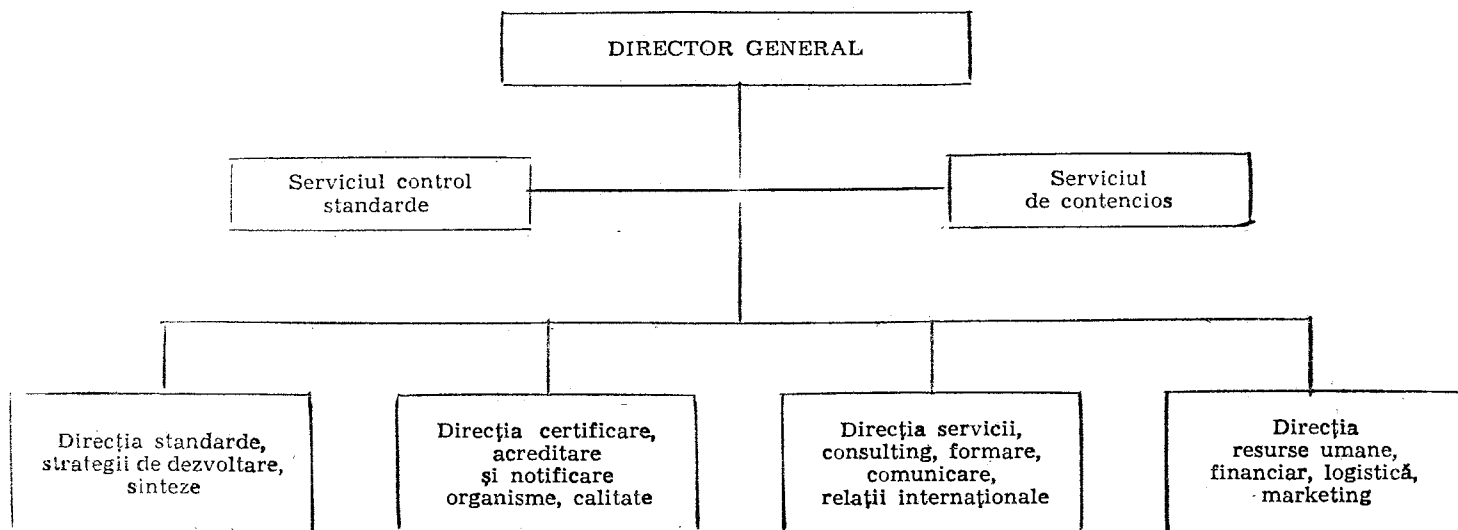 DIRECTOR GENERAL
Serviciul control
standarde
Serviciul
de contencios
Direcția standarde,
strategii de dezvoltare,
sinteze
Direcția certificare,
acreditare
și notificare
organisme, calitate
Direcția servicii,
consulting, formare,
comunicare,
relații internaționale
Direcția
resurse umane,
financiar, logistică,
marketing